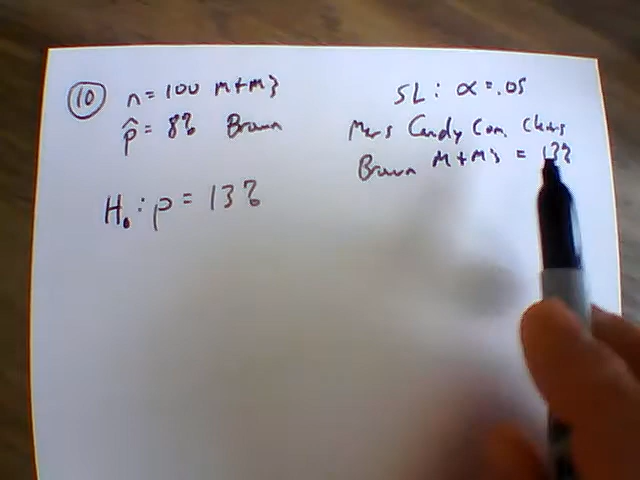 10 n = 100 M+M's
p̂ = 8% Brown
SL: α = .05
Mars Candy Com. Claims
Brown M+M's = 13%
H₀: p = 13%